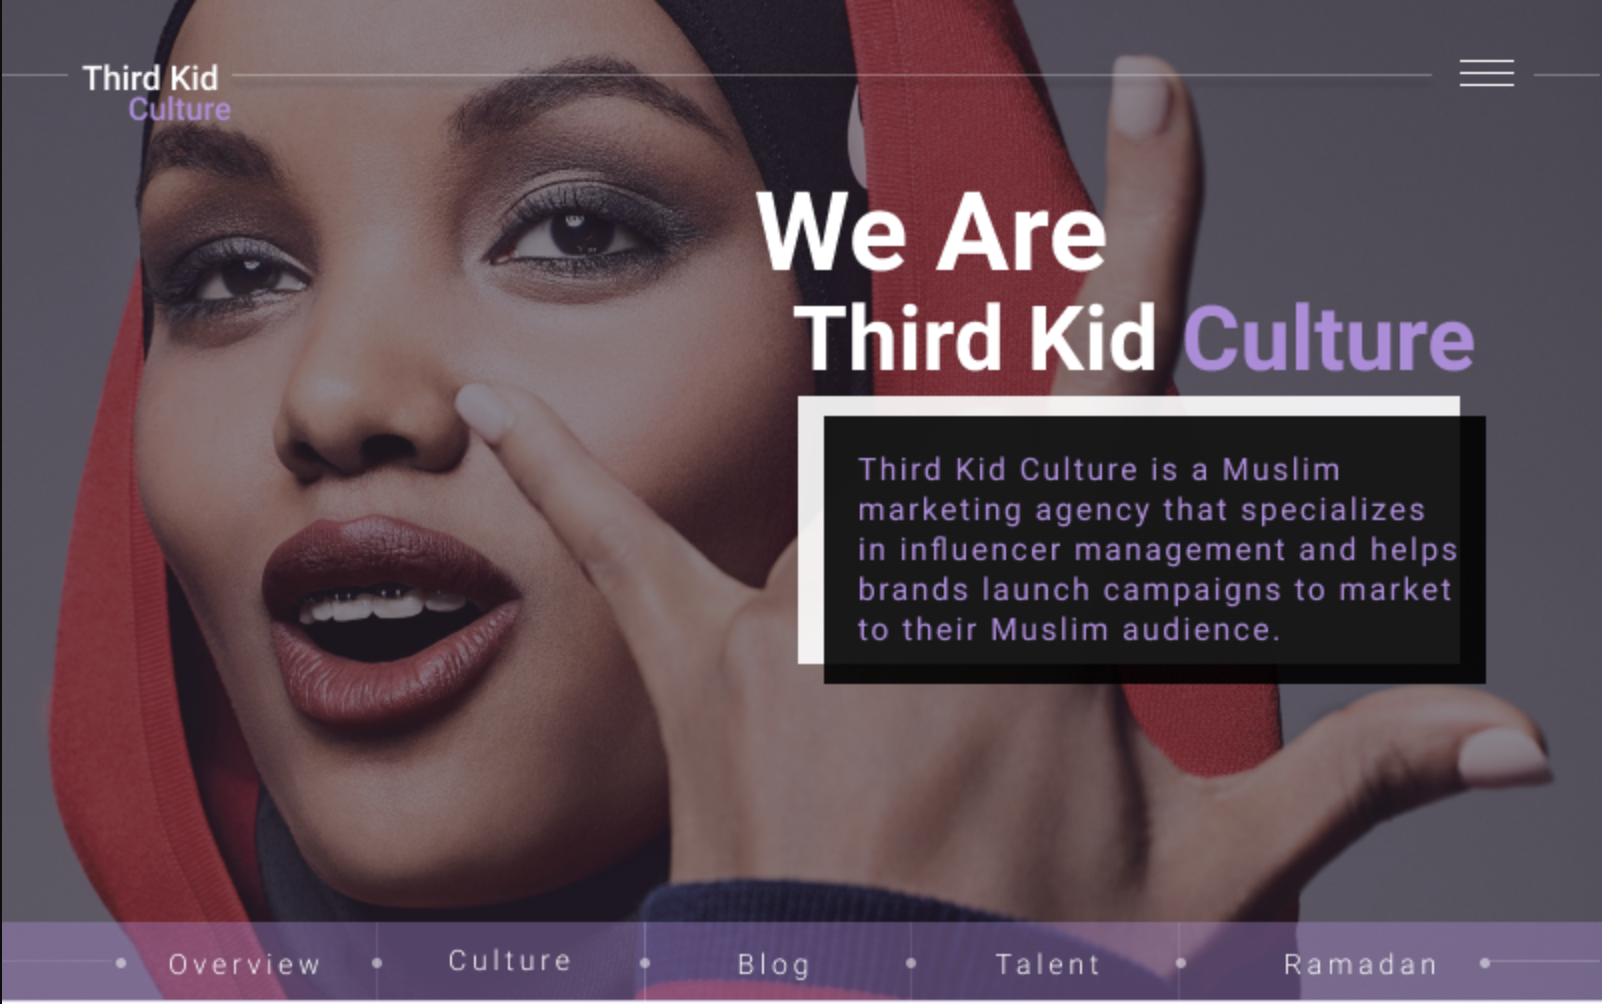 Third Kid
Culture
We Are
Third Kid Culture
Third Kid Culture is a Muslim
marketing agency that specializes
in influencer management and helps
brands launch campaigns to market
to their Muslim audience.
Overview
Culture
Blog
Talent
Ramadan